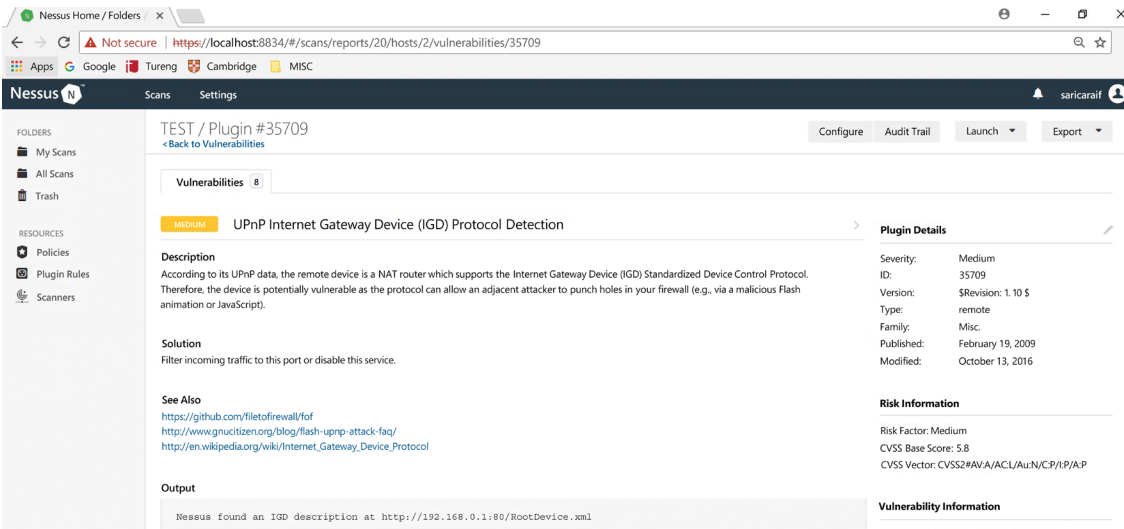 Nessus Home / Folders /
Not secure | https://localhost:8834/#/scans/reports/20/hosts/2/vulnerabilities/35709
Apps Google Tureng Cambridge MISC
Nessus N Scans Settings saricaraif
FOLDERS
My Scans
All Scans
Trash
RESOURCES
Policies
Plugin Rules
Scanners
TEST / Plugin #35709
<Back to Vulnerabilities
Configure Audit Trail Launch Export
Vulnerabilities 8
MEDIUM UPnP Internet Gateway Device (IGD) Protocol Detection
Description
According to its UPnP data, the remote device is a NAT router which supports the Internet Gateway Device (IGD) Standardized Device Control Protocol.
Therefore, the device is potentially vulnerable as the protocol can allow an adjacent attacker to punch holes in your firewall (e.g., via a malicious Flash
animation or JavaScript).
Solution
Filter incoming traffic to this port or disable this service.
See Also
https://github.com/filetofirewall/fof
http://www.gnucitizen.org/blog/flash-upnp-attack-faq/
http://en.wikipedia.org/wiki/Internet_Gateway_Device_Protocol
Output
Nessus found an IGD description at http://192.168.0.1:80/RootDevice.xml
Plugin Details
Severity: Medium
ID: 35709
Version: $Revision: 1. 10 $
Type: remote
Family: Misc.
Published: February 19, 2009
Modified: October 13, 2016
Risk Information
Risk Factor: Medium
CVSS Base Score: 5.8
CVSS Vector: CVSS2#AV:A/AC:L/Au:N/C:P/I:P/A:P
Vulnerability Information